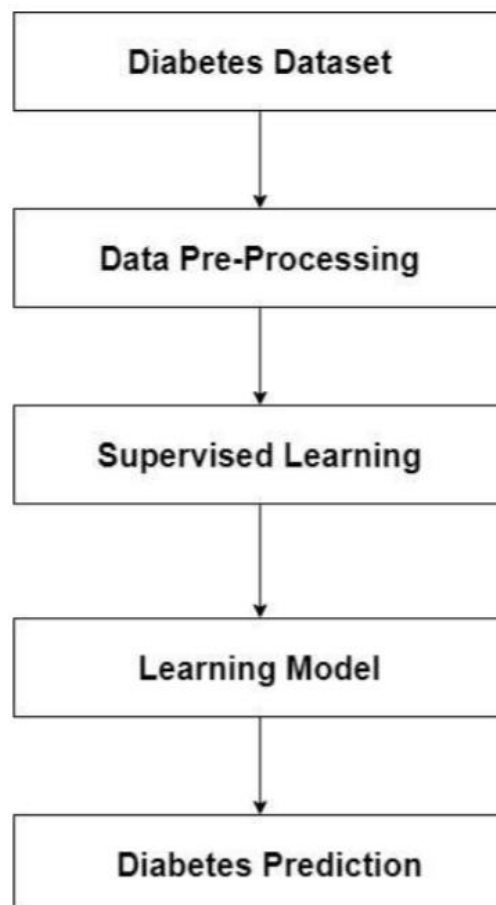 Diabetes Dataset
Data Pre-Processing
Supervised Learning
Learning Model
Diabetes Prediction